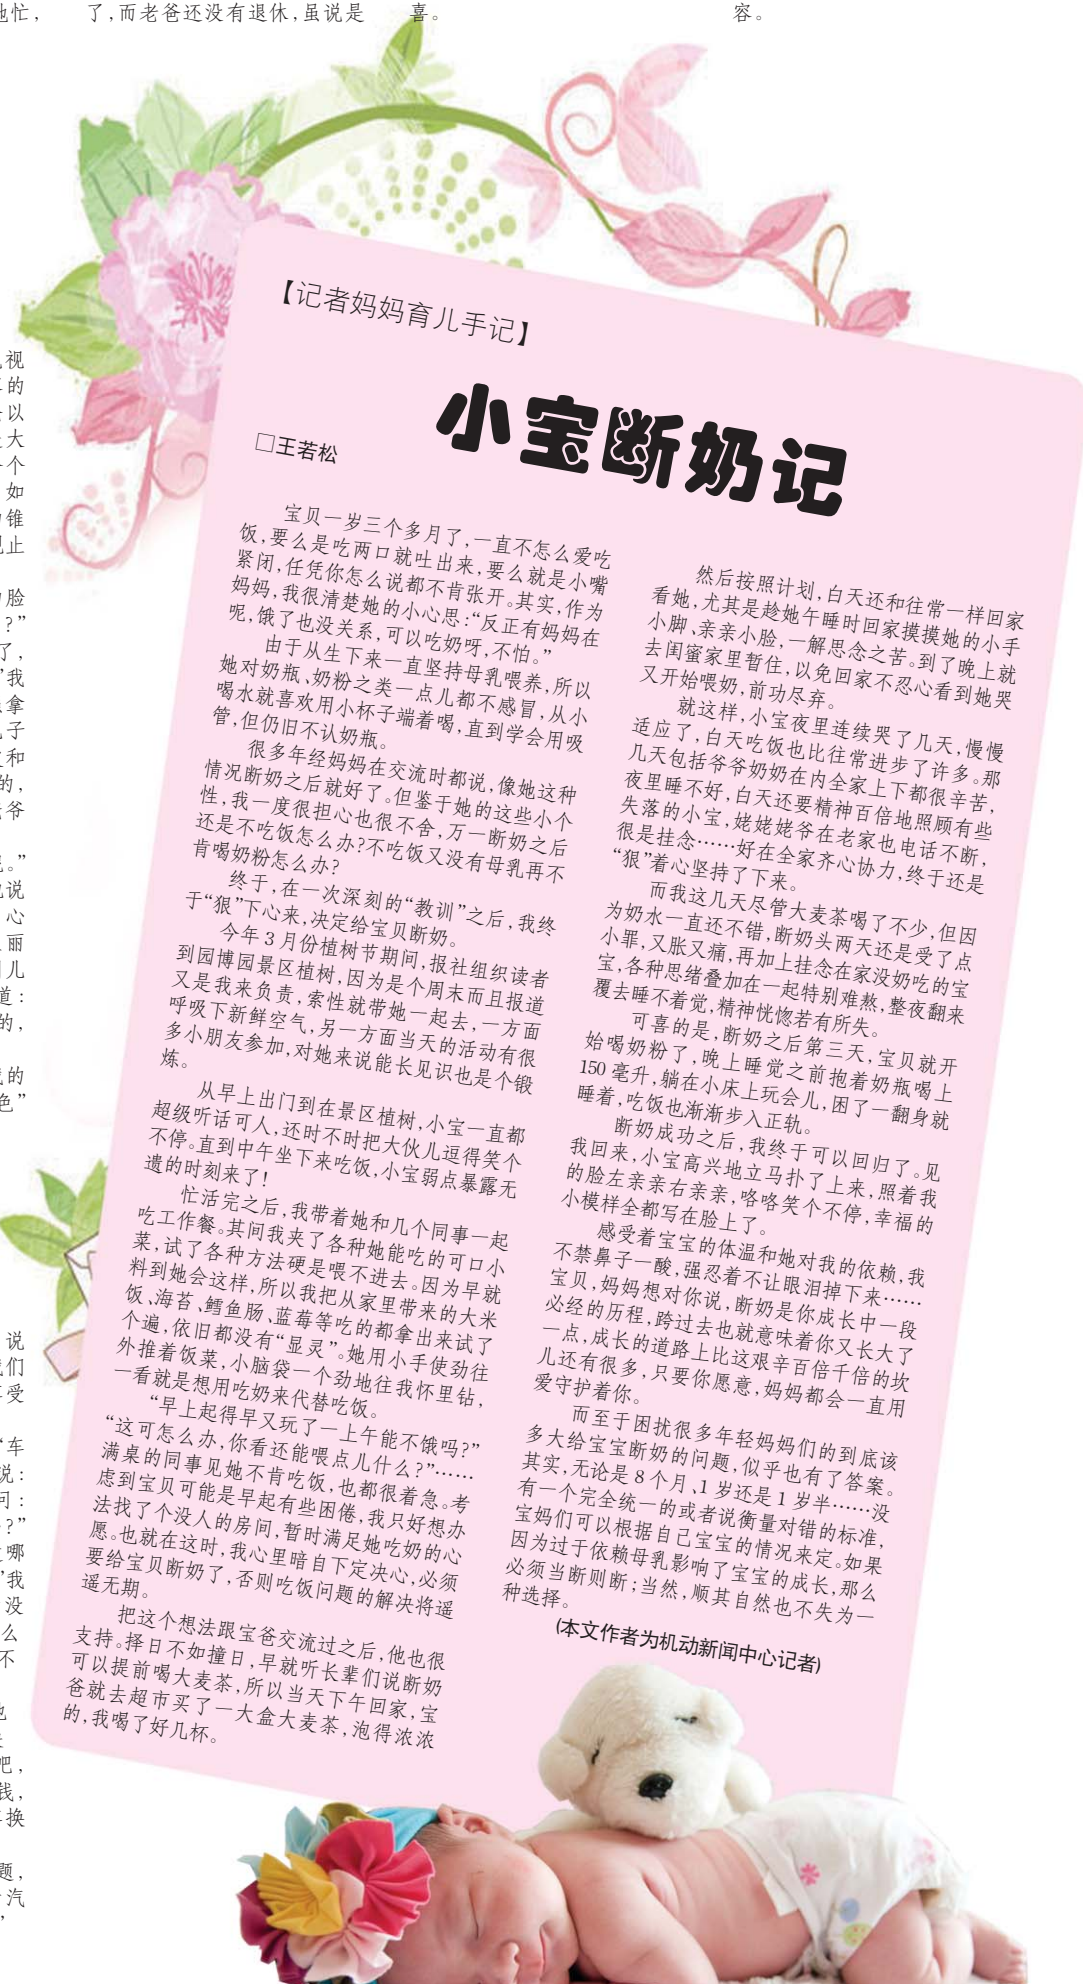 地忙，
了，而老爸还没有退休，虽说是
喜。
容。
视
的
以
大
个
如
锥
止
脸
？”
了，
我
拿
子
和
的，
爷
。”
说
心
丽
儿
道：
的，
的
色”
说
们
受
“车
说：
问：
？”
哪
我
没
么
不
吧，
钱，
换
题，
汽
【记者妈妈育儿手记】
小宝断奶记
□王若松
宝贝一岁三个多月了，一直不怎么爱吃
饭，要么是吃两口就吐出来，要么就是小嘴
紧闭，任凭你怎么说都不肯张开。其实，作为
妈妈，我很清楚她的小心思：“反正有妈妈在
呢，饿了也没关系，可以吃奶呀，不怕。”
由于从生下来一直坚持母乳喂养，所以
她对奶瓶、奶粉之类一点儿都不感冒，从小
喝水就喜欢用小杯子端着喝，直到学会用吸
管，但仍旧不认奶瓶。
很多年轻妈妈在交流时都说，像她这种
情况断奶之后就好了。但鉴于她的这些小个
性，我一度很担心也很不舍，万一断奶之后
还是不吃饭怎么办？不吃饭又没有母乳再不
肯喝奶粉怎么办？
终于，在一次深刻的“教训”之后，我终
于“狠”下心来，决定给宝贝断奶。
今年 3 月份植树节期间，报社组织读者
到园博园景区植树，因为是个周末而且报道
又是我来负责，索性就带她一起去，一方面
呼吸下新鲜空气，另一方面当天的活动有很
多小朋友参加，对她来说能长见识也是个锻
炼。
从早上出门到在景区植树，小宝一直都
超级听话可人，还时不时把大伙儿逗得笑个
不停。直到中午坐下来吃饭，小宝弱点暴露无
遗的时刻来了！
忙活完之后，我带着她和几个同事一起
吃工作餐。其间我夹了各种她能吃的可口小
菜，试了各种方法硬是喂不进去。因为早就
料到她会这样，所以我把从家里带来的大米
饭、海苔、鳕鱼肠、蓝莓等吃的都拿出来试了
个遍，依旧都没有“显灵”。她用小手使劲往
外推着饭菜，小脑袋一个劲地往我怀里钻，
一看就是想用吃奶来代替吃饭。
“早上起得早又玩了一上午能不饿吗？”
“这可怎么办，你看还能喂点儿什么？”……
满桌的同事见她不肯吃饭，也都很着急。考
虑到宝贝可能是早起有些困倦，我只好想办
法找了个没人的房间，暂时满足她吃奶的心
愿。也就在这时，我心里暗自下定决心，必须
要给宝贝断奶了，否则吃饭问题的解决将遥
遥无期。
把这个想法跟宝爸交流过之后，他也很
支持。择日不如撞日，早就听长辈们说断奶
可以提前喝大麦茶，所以当天下午回家，宝
爸就去超市买了一大盒大麦茶，泡得浓浓
的，我喝了好几杯。
然后按照计划，白天还和往常一样回家
看她，尤其是趁她午睡时回家摸摸她的小手
小脚、亲亲小脸，一解思念之苦。到了晚上就
去闺蜜家里暂住，以免回家不忍心看到她哭
又开始喂奶，前功尽弃。
就这样，小宝夜里连续哭了几天，慢慢
适应了，白天吃饭也比往常进步了许多。那
几天包括爷爷奶奶在内全家上下都很辛苦，
夜里睡不好，白天还要精神百倍地照顾有些
失落的小宝，姥姥姥爷在老家也电话不断，
很是挂念……好在全家齐心协力，终于还是
“狠”着心坚持了下来。
而我这几天尽管大麦茶喝了不少，但因
为奶水一直还不错，断奶头两天还是受了点
小罪，又胀又痛，再加上挂念在家没奶吃的宝
宝，各种思绪叠加在一起特别难熬，整夜翻来
覆去睡不着觉，精神恍惚若有所失。
可喜的是，断奶之后第三天，宝贝就开
始喝奶粉了，晚上睡觉之前抱着奶瓶喝上
150 毫升，躺在小床上玩会儿，困了一翻身就
睡着，吃饭也渐渐步入正轨。
断奶成功之后，我终于可以回归了。见
我回来，小宝高兴地立马扑了上来，照着我
的脸左亲亲右亲亲，咯咯笑个不停，幸福的
小模样全都写在脸上了。
感受着宝宝的体温和她对我的依赖，我
不禁鼻子一酸，强忍着不让眼泪掉下来……
宝贝，妈妈想对你说，断奶是你成长中一段
必经的历程，跨过去也就意味着你又长大了
一点，成长的道路上比这艰辛百倍千倍的坎
儿还有很多，只要你愿意，妈妈都会一直用
爱守护着你。
而至于困扰很多年轻妈妈们的到底该
多大给宝宝断奶的问题，似乎也有了答案。
其实，无论是 8 个月、1 岁还是 1 岁半……没
有一个完全统一的或者说衡量对错的标准，
宝妈们可以根据自己宝宝的情况来定。如果
因为过于依赖母乳影响了宝宝的成长，那么
必须当断则断；当然，顺其自然也不失为一
种选择。
(本文作者为机动新闻中心记者)